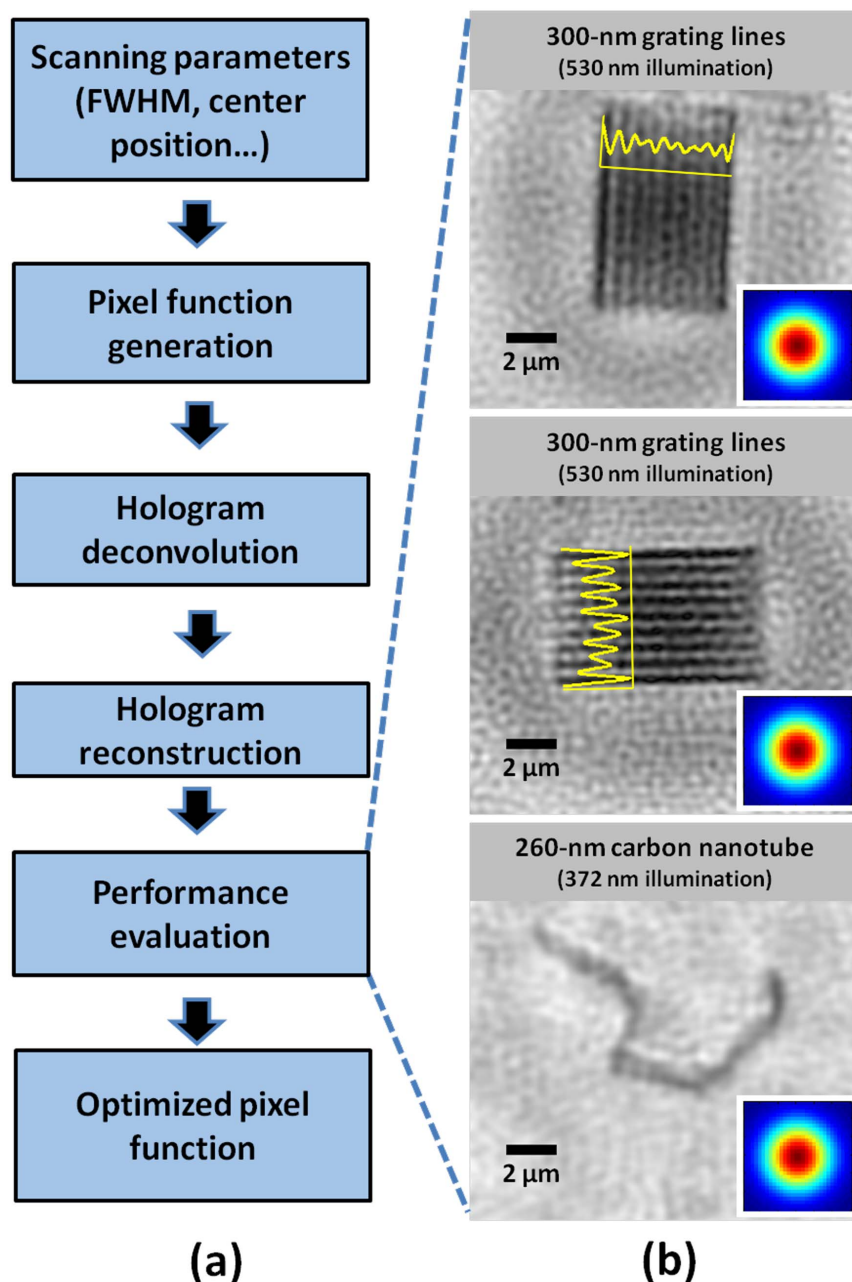 Scanning parameters
(FWHM, center
position...)
Pixel function
generation
Hologram
deconvolution
Hologram
reconstruction
Performance
evaluation
Optimized pixel
function
(a)
300-nm grating lines
(530 nm illumination)
2 µm
300-nm grating lines
(530 nm illumination)
2 µm
260-nm carbon nanotube
(372 nm illumination)
2 µm
(b)